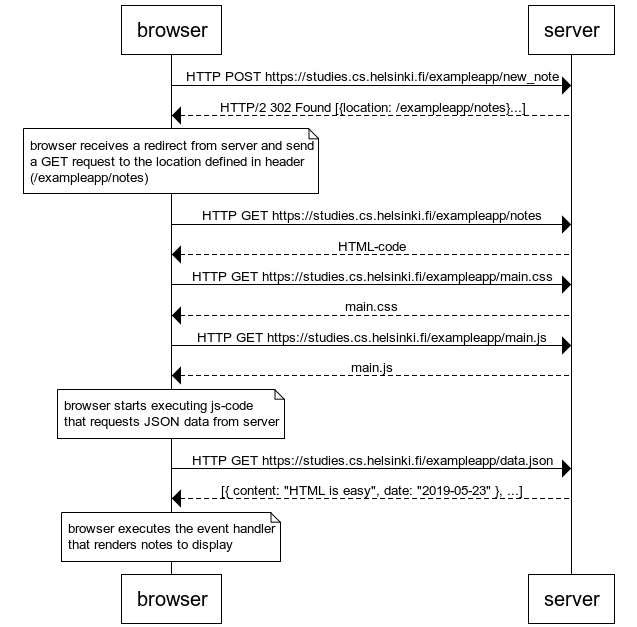 browser server
HTTP POST https://studies.cs.helsinki.fi/exampleapp/new_note
HTTP/2 302 Found [{location: /exampleapp/notes}...]
browser receives a redirect from server and send
a GET request to the location defined in header
(/exampleapp/notes)
HTTP GET https://studies.cs.helsinki.fi/exampleapp/notes
HTML-code
HTTP GET https://studies.cs.helsinki.fi/exampleapp/main.css
main.css
HTTP GET https://studies.cs.helsinki.fi/exampleapp/main.js
main.js
browser starts executing js-code
that requests JSON data from server
HTTP GET https://studies.cs.helsinki.fi/exampleapp/data.json
[{ content: "HTML is easy", date: "2019-05-23" }, ...]
browser executes the event handler
that renders notes to display
browser server